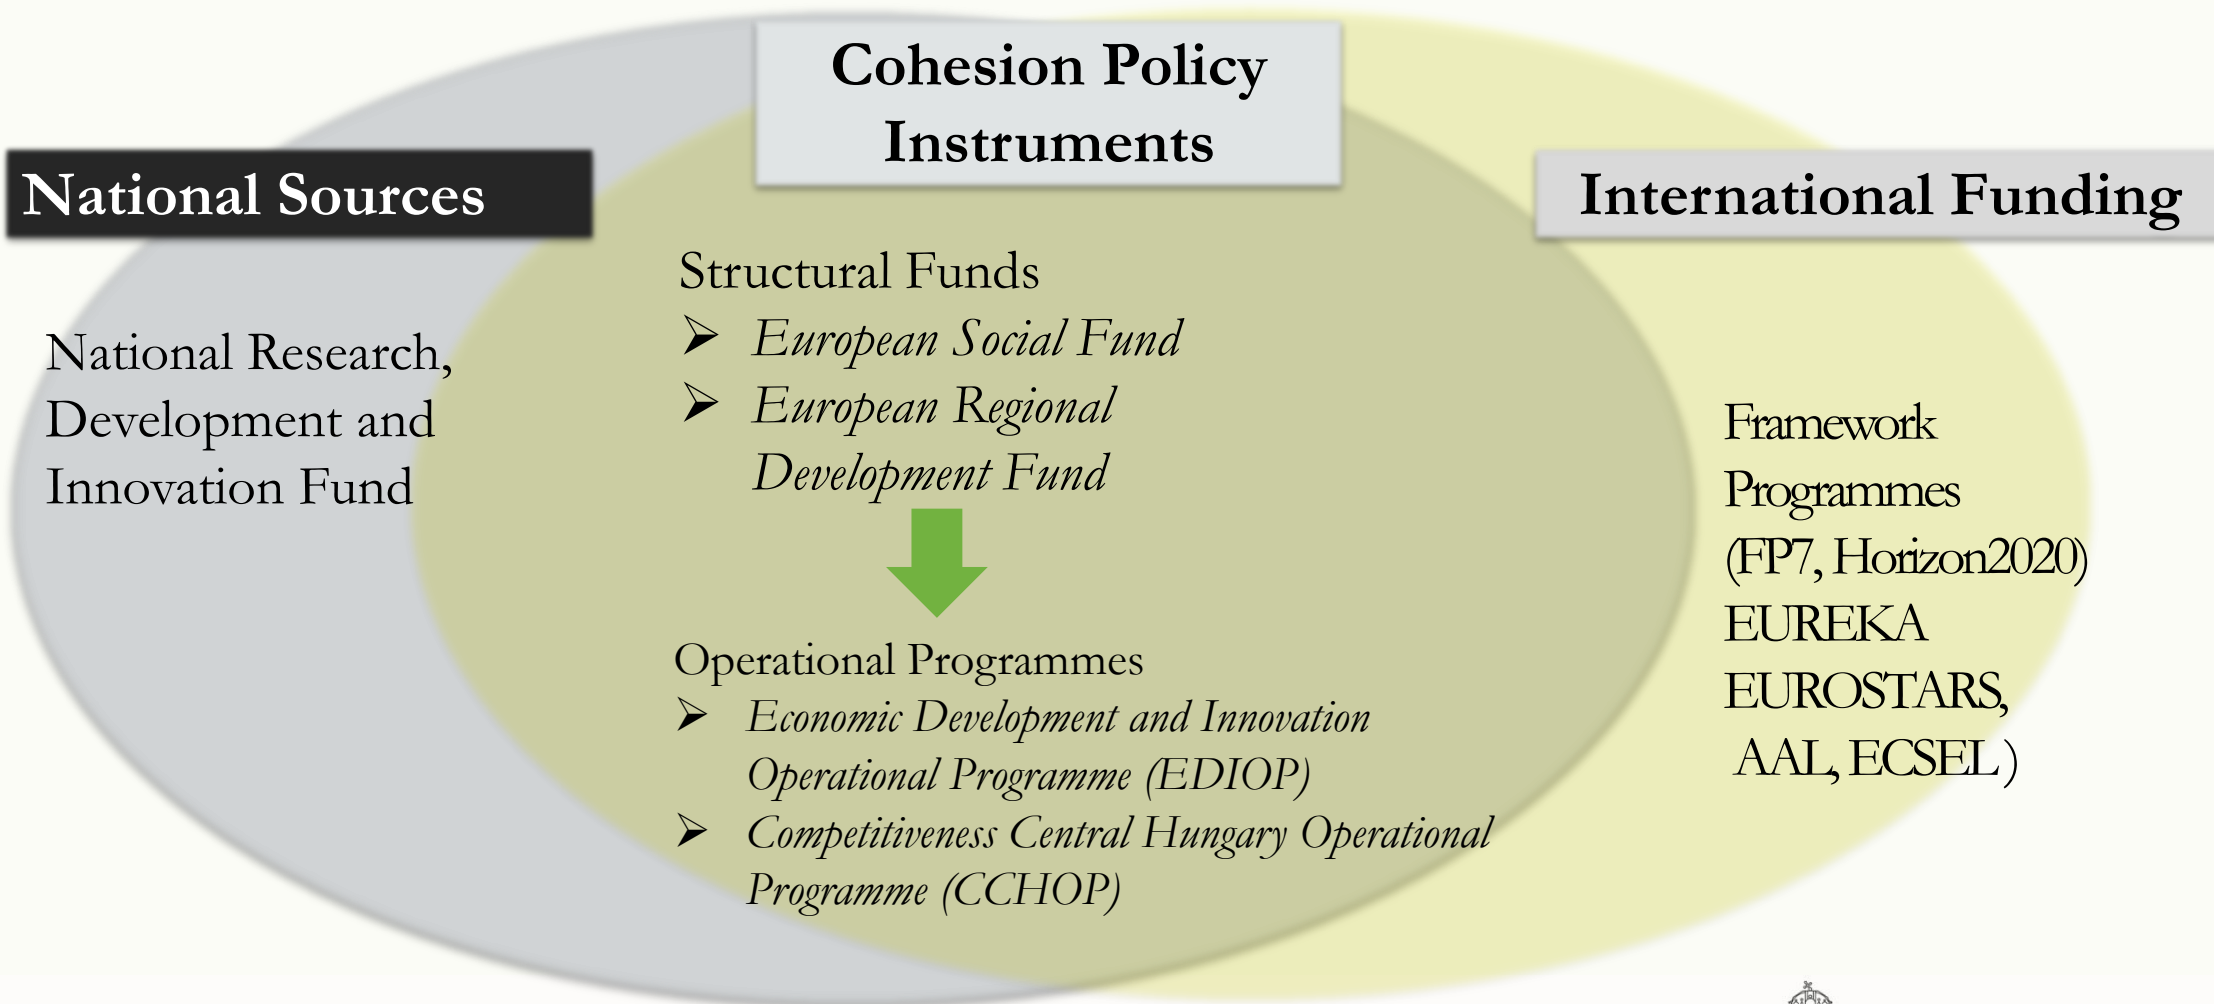 Cohesion Policy
Instruments
National Sources
International Funding
National Research,
Development and
Innovation Fund
Structural Funds
➢ European Social Fund
➢ European Regional
Development Fund
Operational Programmes
➢ Economic Development and Innovation
Operational Programme (EDIOP)
➢ Competitiveness Central Hungary Operational
Programme (CCHOP)
Framework
Programmes
(FP7, Horizon2020)
EUREKA
EUROSTARS,
AAL, ECSEL )